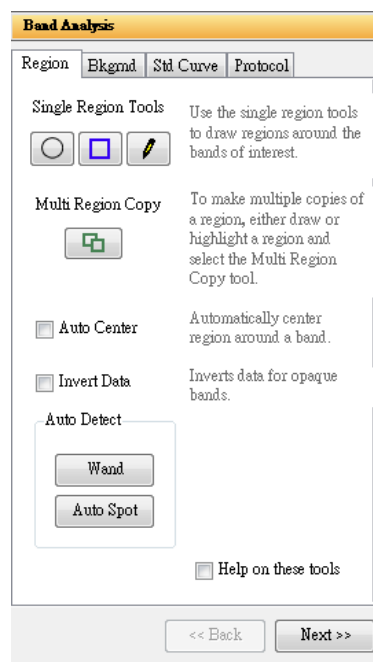 Band Analysis
Region Bkgrnd Std Curve Protocol
Single Region Tools
Use the single region tools
to draw regions around the
bands of interest.
Multi Region Copy
To make multiple copies of
a region, either draw or
highlight a region and
select the Multi Region
Copy tool.
Auto Center
Automatically center
region around a band.
Invert Data
Inverts data for opaque
bands.
Auto Detect
Wand
Auto Spot
Help on these tools
<< Back Next >>